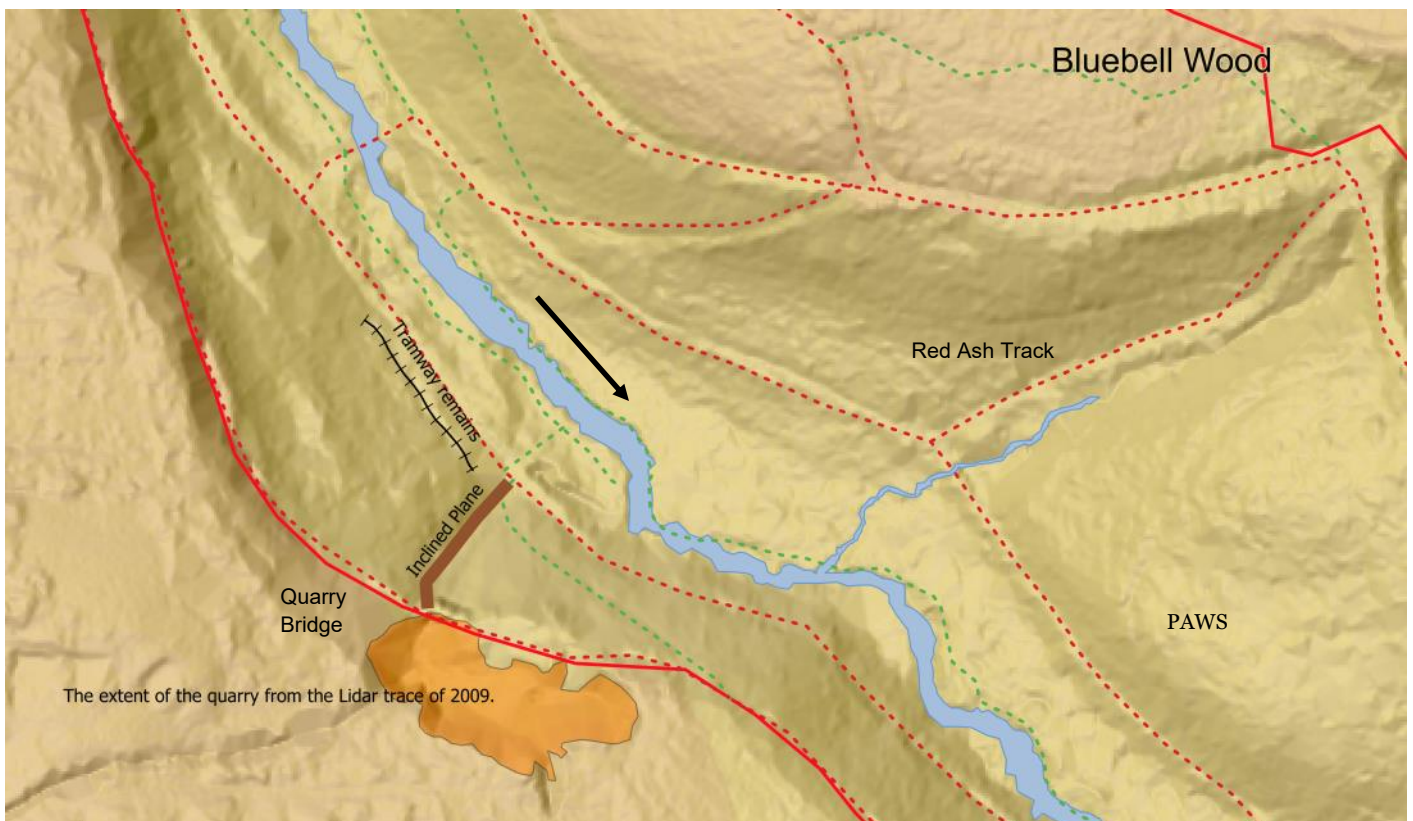 Bluebell Wood
Tramway remains
Red Ash Track
Inclined Plane
Quarry
Bridge
PAWS
The extent of the quarry from the Lidar trace of 2009.